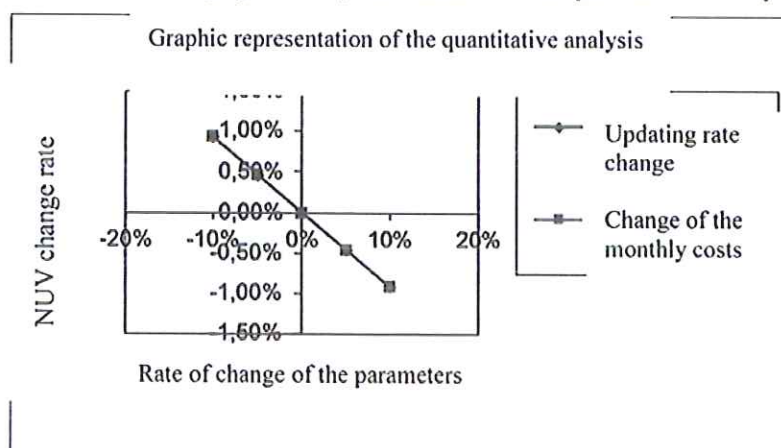 Graphic representation of the quantitative analysis
1,00%
0,50%
0,00%
-20%
-10%
0%
10%
20%
-0,50%
-1,00%
-1,50%
NUV change rate
Rate of change of the parameters
Updating rate
change
Change of the
monthly costs